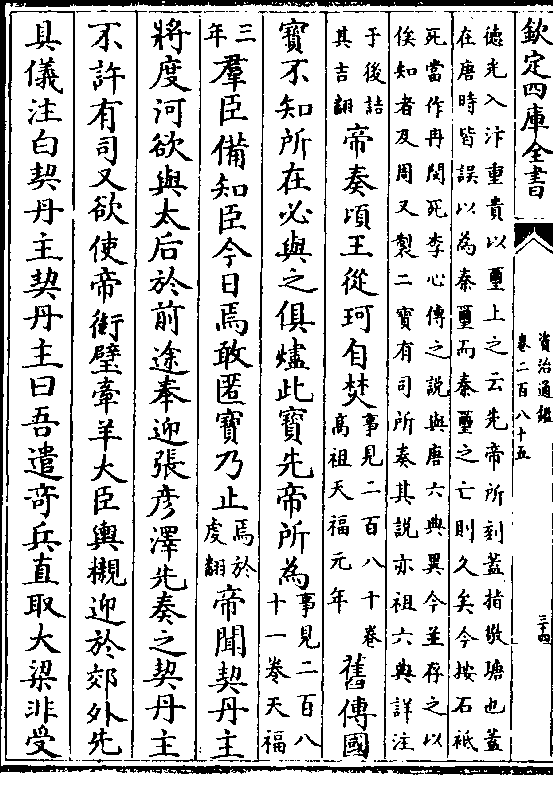 欽定四庫全書
資治通鑑
卷二百八十五
三十四
德光入汴重貴以璽上之云先帝所刻蓋指敬瑭也蓋
在唐時皆誤以為秦璽而秦璽之亡則久矣今按石祗
死當作冉閔死李心傳之說與唐六典異今並存之以
俟知者及周又製二寶有司所奏其說亦祖六典詳注
于後詰其吉翻帝奏頃王從珂自焚事見二百八十卷高祖天福元年舊傳國
寶不知所在必與之俱燼此寶先帝所為事見二百八十一卷天福
三年羣臣備知臣今日焉敢匿寶乃止焉於虔翻帝聞契丹主
將度河欲與太后於前途奉迎張彥澤先奏之契丹主
不許有司又欲使帝銜璧牽羊大臣輿櫬迎於郊外先
具儀注白契丹主契丹主曰吾遣奇兵直取大梁非受